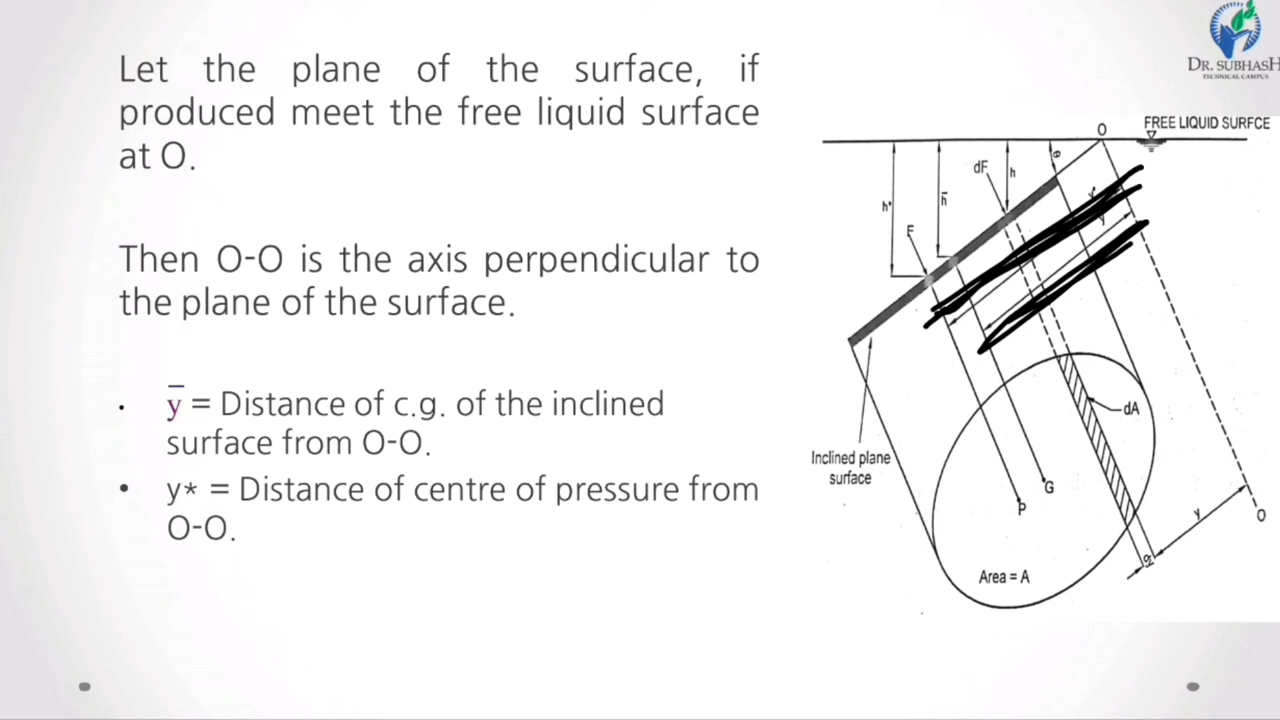 Let the plane of the surface, if
produced meet the free liquid surface
at O.
Then O-O is the axis perpendicular to
the plane of the surface.
• y̅ = Distance of c.g. of the inclined
surface from O-O.
• y* = Distance of centre of pressure from
O-O.
DR. SUBHASH
TECHNICAL CAMPUS
O
FREE LIQUID SURFCE
dF
h
θ
h*
h̅
F
y
dA
Inclined plane
surface
G
P
y
O
Area = A